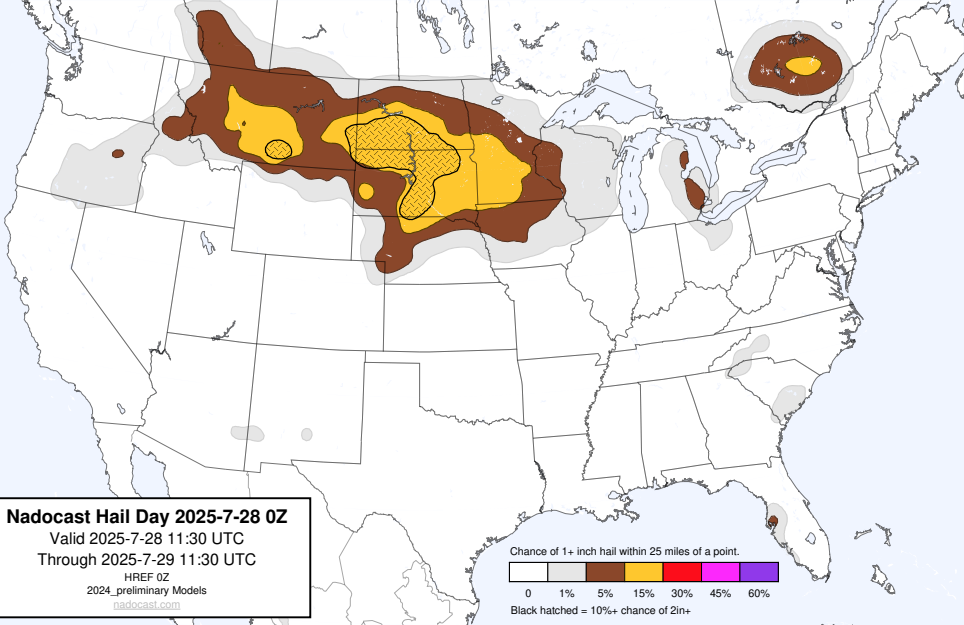 Nadocast Hail Day 2025-7-28 0Z
Valid 2025-7-28 11:30 UTC
Through 2025-7-29 11:30 UTC
HREF 0Z
2024_preliminary Models
nadocast.com
Chance of 1+ inch hail within 25 miles of a point.
0 1% 5% 15% 30% 45% 60%
Black hatched = 10%+ chance of 2in+